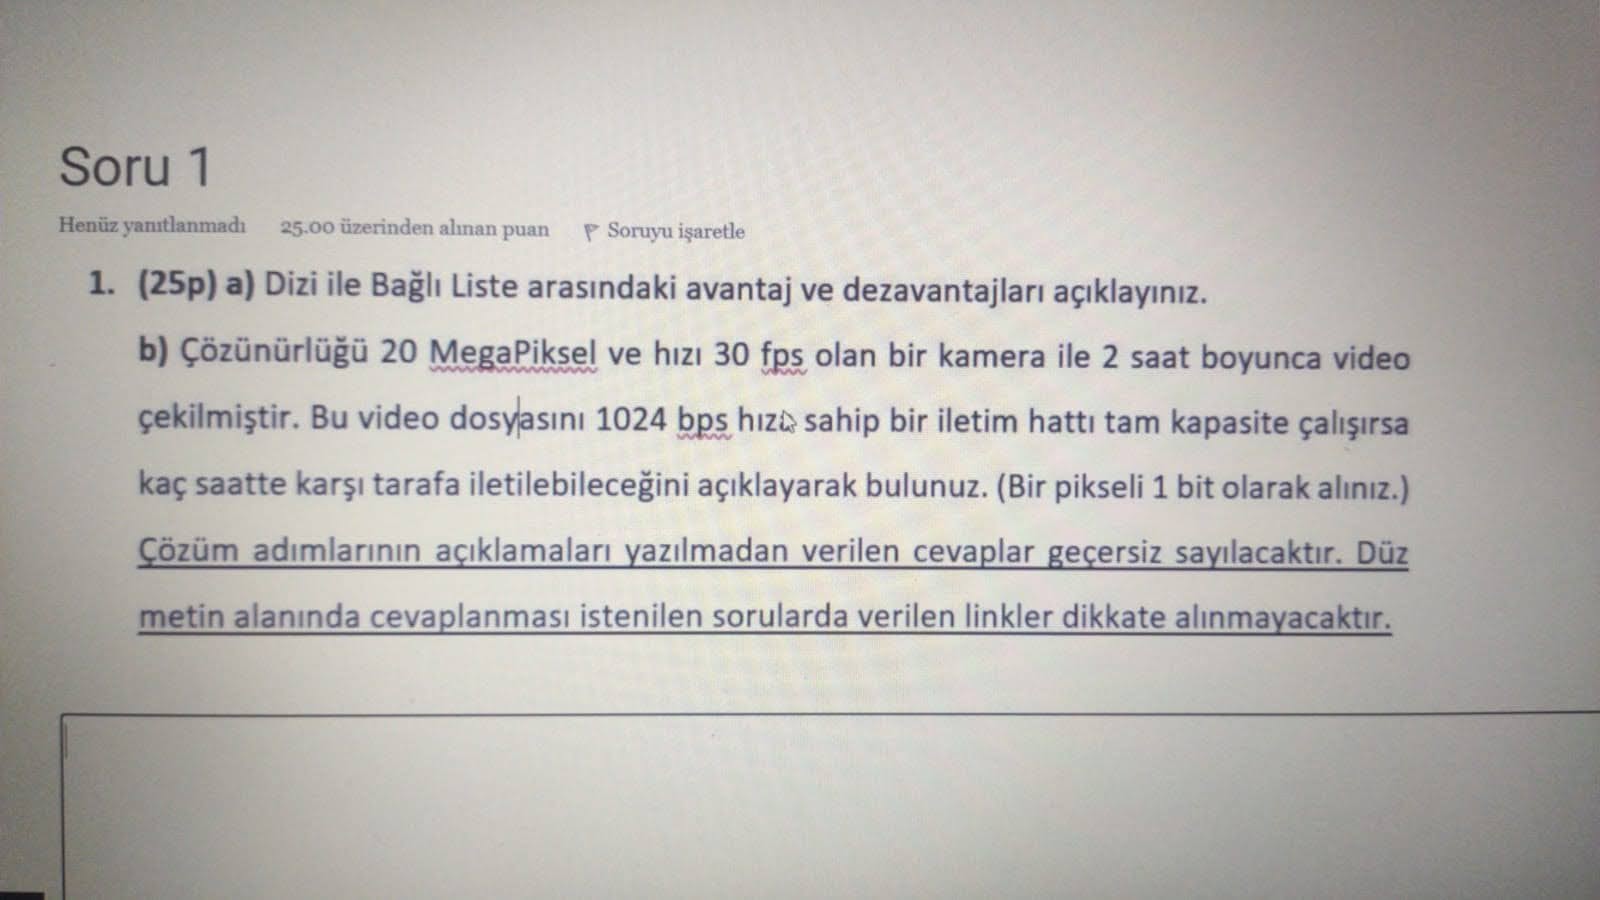 Soru 1
Henüz yanıtlanmadı 25.00 üzerinden alınan puan Soruyu işaretle
1. (25p) a) Dizi ile Bağlı Liste arasındaki avantaj ve dezavantajları açıklayınız.
b) Çözünürlüğü 20 MegaPiksel ve hızı 30 fps olan bir kamera ile 2 saat boyunca video
çekilmiştir. Bu video dosyasını 1024 bps hıza sahip bir iletim hattı tam kapasite çalışırsa
kaç saatte karşı tarafa iletilebileceğini açıklayarak bulunuz. (Bir pikseli 1 bit olarak alınız.)
Çözüm adımlarının açıklamaları yazılmadan verilen cevaplar geçersiz sayılacaktır. Düz
metin alanında cevaplanması istenilen sorularda verilen linkler dikkate alınmayacaktır.